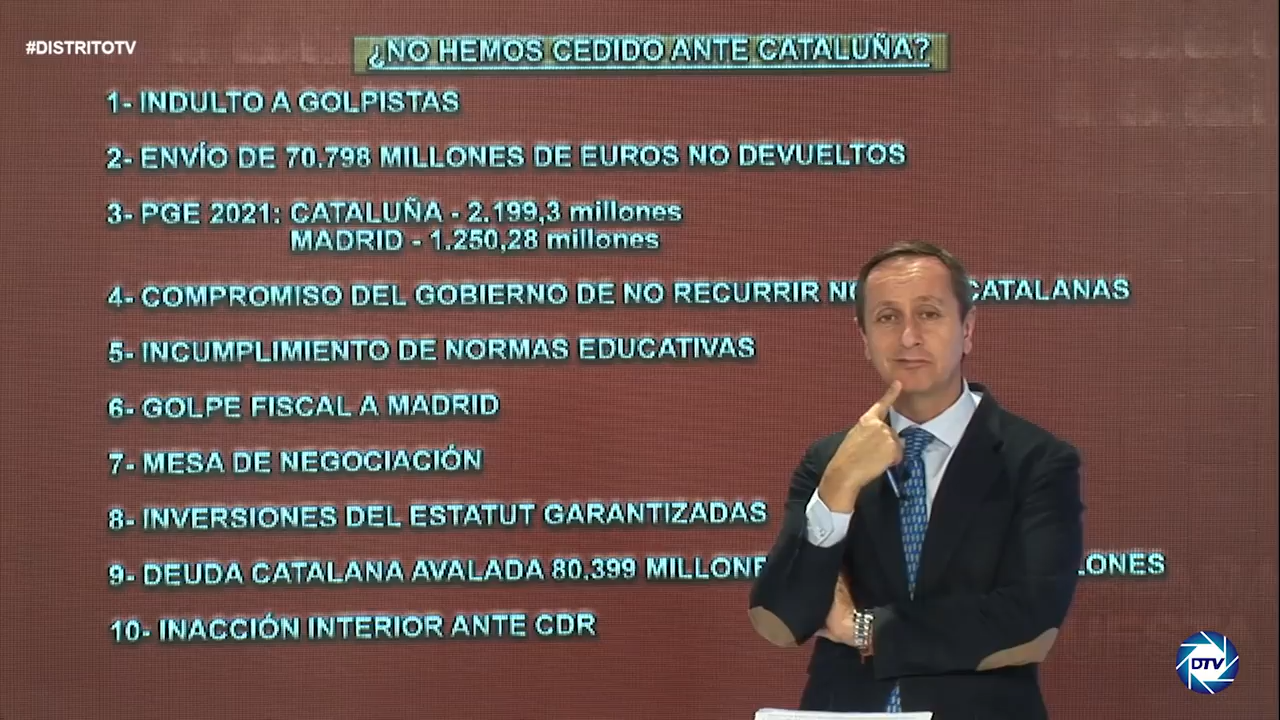 #DISTRITOTV
¿NO HEMOS CEDIDO ANTE CATALUÑA?
1- INDULTO A GOLPISTAS
2- ENVÍO DE 70.798 MILLONES DE EUROS NO DEVUELTOS
3- PGE 2021: CATALUÑA - 2.199,3 millones
MADRID - 1.250,28 millones
4- COMPROMISO DEL GOBIERNO DE NO RECURRIR CATALANAS
5- INCUMPLIMIENTO DE NORMAS EDUCATIVAS
6- GOLPE FISCAL A MADRID
7- MESA DE NEGOCIACIÓN
8- INVERSIONES DEL ESTATUT GARANTIZADAS
9- DEUDA CATALANA AVALADA 80.399
10- INACCIÓN INTERIOR ANTE CDR
DTV